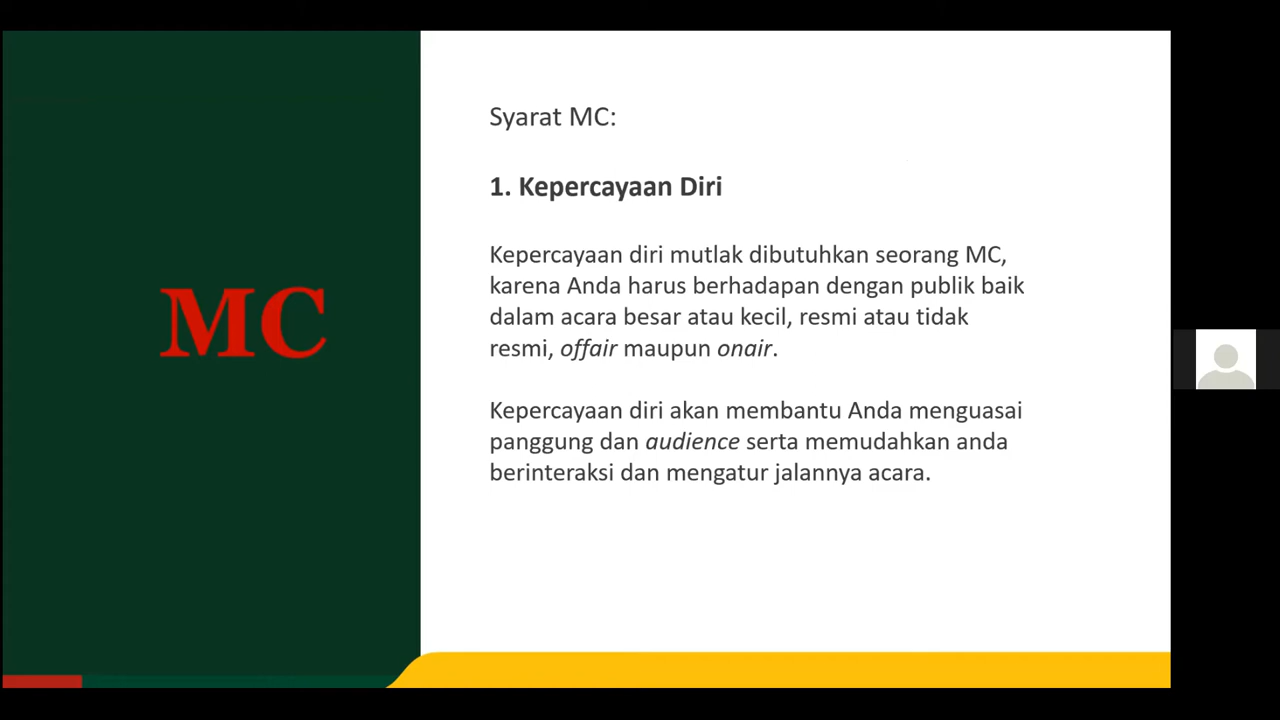 MC
Syarat MC:
1. Kepercayaan Diri
Kepercayaan diri mutlak dibutuhkan seorang MC,
karena Anda harus berhadapan dengan publik baik
dalam acara besar atau kecil, resmi atau tidak
resmi, offair maupun onair.
Kepercayaan diri akan membantu Anda menguasai
panggung dan audience serta memudahkan anda
berinteraksi dan mengatur jalannya acara.